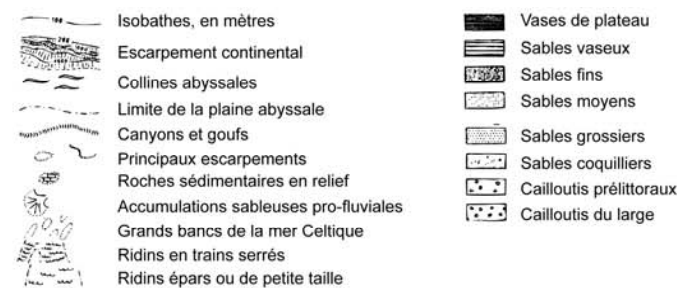 100
Isobathes, en mètres
200
Escarpement continental
Collines abyssales
Limite de la plaine abyssale
Canyons et goufs
Principaux escarpements
Roches sédimentaires en relief
Accumulations sableuses pro-fluviales
Grands bancs de la mer Celtique
Ridins en trains serrés
Ridins épars ou de petite taille
Vases de plateau
Sables vaseux
Sables fins
Sables moyens
Sables grossiers
Sables coquilliers
Cailloutis prélittoraux
Cailloutis du large